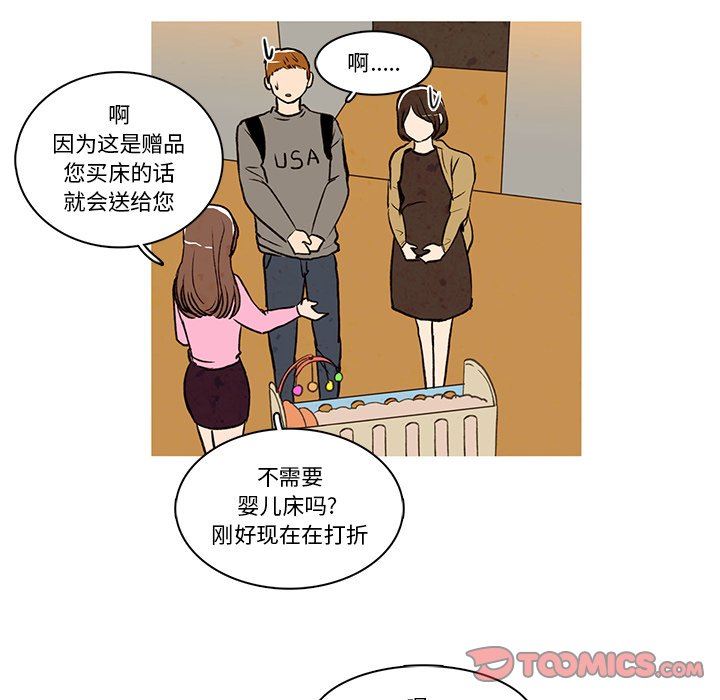 啊.....
啊
因为这是赠品
您买床的话
就会送给您
USA
不需要
婴儿床吗?
刚好现在在打折
TOOMICS.COM